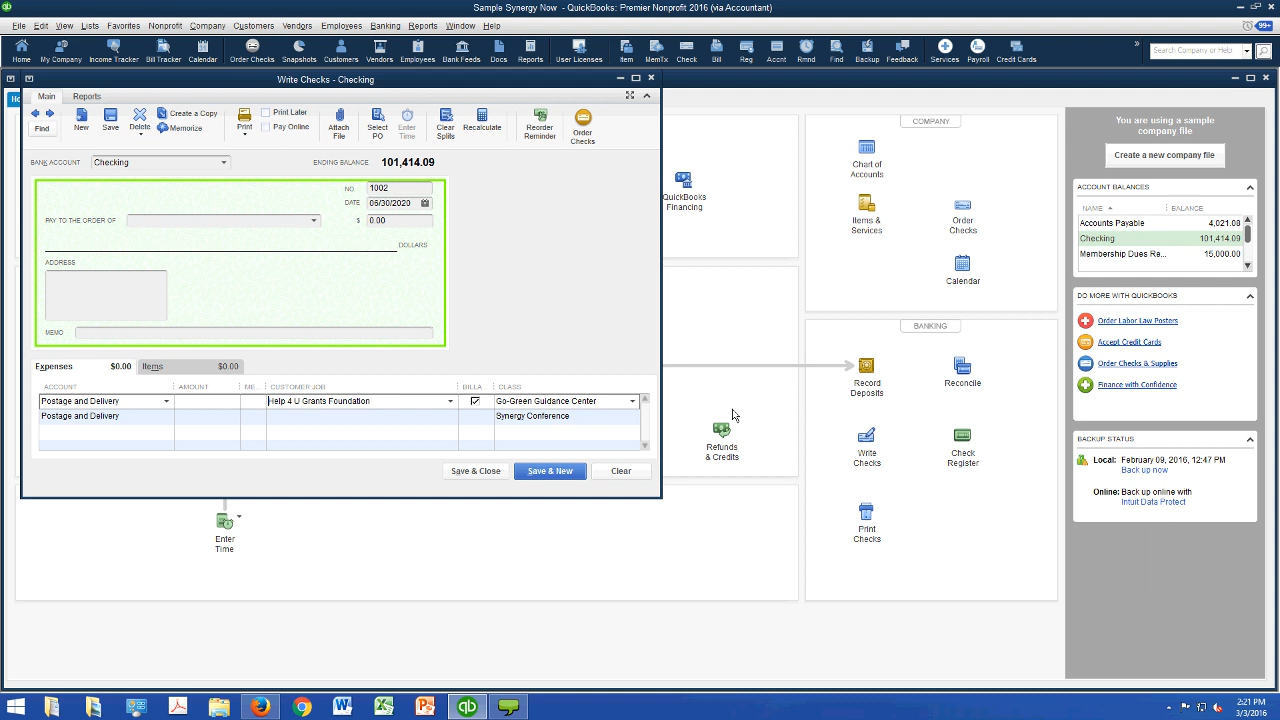 Sample Synergy Now - QuickBooks: Premier Nonprofit 2016 (via Accountant)
File Edit View Lists Favorites Nonprofit Company Customers Vendors Employees Banking Reports Window Help
99+
Home My Company Income Tracker Bill Tracker Calendar Order Checks Snapshots Customers Vendors Employees Bank Feeds Docs Reports User Licenses Item MemTx Check Bill Reg Accnt Rmnd Find Backup Feedback Services Payroll Credit Cards
Search Company or Help
Write Checks - Checking
Main Reports
Find
New
Save
Delete
Create a Copy
Memorize
Print
Print Later
Pay Online
Attach
File
Select
PO
Enter
Time
Clear
Splits
Recalculate
Reorder
Reminder
Order
Checks
BANK ACCOUNT Checking ENDING BALANCE 101,414.09
NO. 1002
DATE 06/30/2020
PAY TO THE ORDER OF $ 0.00
DOLLARS
ADDRESS
MEMO
Expenses $0.00 Items $0.00
ACCOUNT AMOUNT ME... CUSTOMER:JOB BILLA CLASS
Postage and Delivery Help 4 U Grants Foundation Go-Green Guidance Center
Postage and Delivery Synergy Conference
Save & Close Save & New Clear
QuickBooks
Financing
Refunds
& Credits
Enter
Time
COMPANY
Chart of
Accounts
Items &
Services
Order
Checks
Calendar
BANKING
Record
Deposits
Reconcile
Write
Checks
Check
Register
Print
Checks
You are using a sample
company file
Create a new company file
ACCOUNT BALANCES
NAME BALANCE
Accounts Payable 4,021.08
Checking 101,414.09
Membership Dues Re... 15,000.00
DO MORE WITH QUICKBOOKS
Order Labor Law Posters
Accept Credit Cards
Order Checks & Supplies
Finance with Confidence
BACKUP STATUS
Local: February 09, 2016, 12:47 PM
Back up now
Online: Back up online with
Intuit Data Protect
2:21 PM
3/3/2016